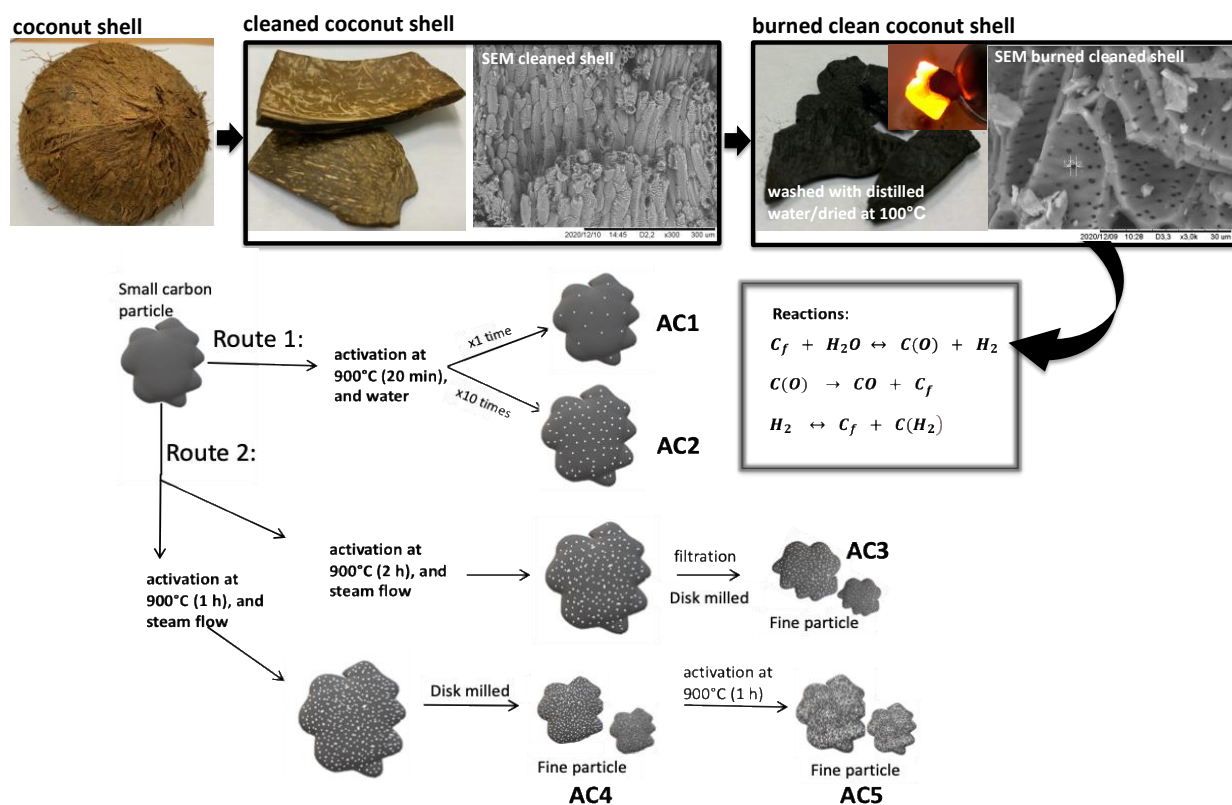 coconut shell
cleaned coconut shell
burned clean coconut shell
SEM cleaned shell
2020/12/10 14:45 D2,2 x300 300 um
washed with distilled
water/dried at 100°C
SEM burned cleaned shell
2020/12/09 10:28 D3,3 x3,0k 30 um
Small carbon
particle
Route 1:
activation at
900°C (20 min),
and water
x1 time
AC1
x10 times
AC2
Reactions:
C_f + H₂O ↔ C(O) + H₂
C(O) → CO + C_f
H₂ ↔ C_f + C(H₂)
Route 2:
activation at
900°C (2 h), and
steam flow
filtration
Disk milled
AC3
Fine particle
activation at
900°C (1 h), and
steam flow
Disk milled
Fine particle
AC4
activation at
900°C (1 h)
Fine particle
AC5